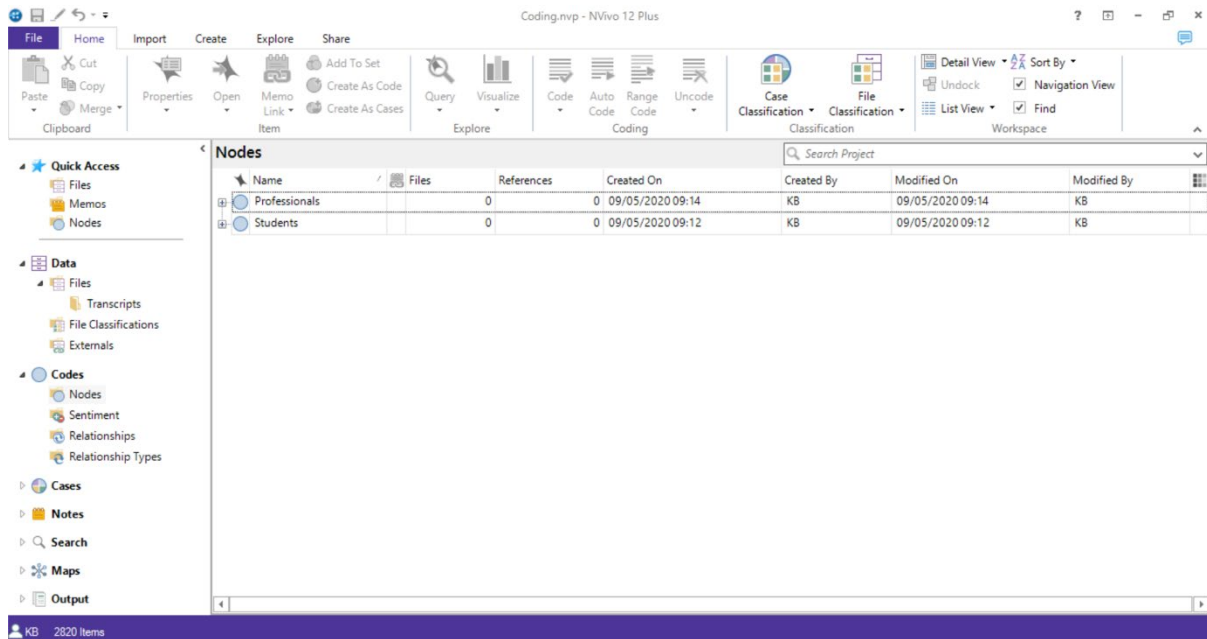 Coding.nvp - NVivo 12 Plus
?
File Home Import Create Explore Share
Cut
Copy
Merge
Paste
Clipboard
Properties
Open
Memo Link
Add To Set
Create As Code
Create As Cases
Item
Query
Visualize
Explore
Code
Auto Code
Range Code
Uncode
Coding
Case Classification
File Classification
Classification
Detail View
Undock
List View
Sort By
Navigation View
Find
Workspace
Quick Access
Files
Memos
Nodes
Data
Files
Transcripts
File Classifications
Externals
Codes
Nodes
Sentiment
Relationships
Relationship Types
Cases
Notes
Search
Maps
Output
Nodes
Search Project
Name Files References Created On Created By Modified On Modified By
Professionals 0 0 09/05/2020 09:14 KB 09/05/2020 09:14 KB
Students 0 0 09/05/2020 09:12 KB 09/05/2020 09:12 KB
KB 2820 Items